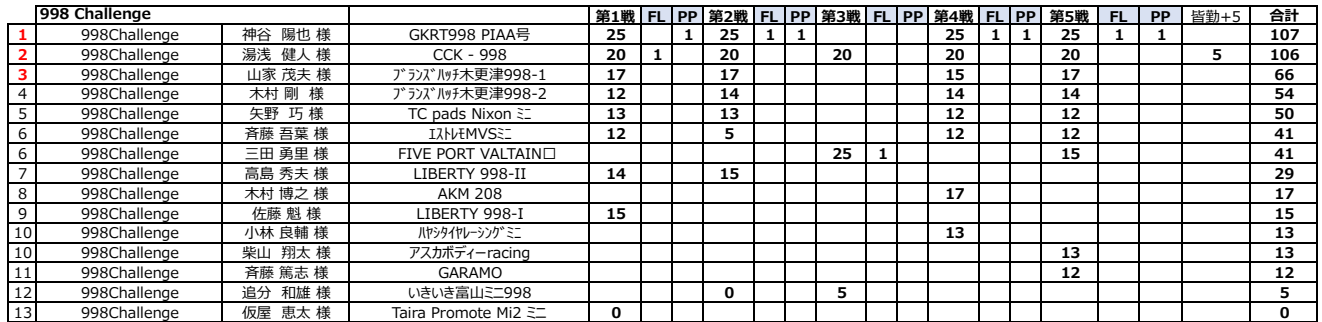 998 Challenge 第1戦 FL PP 第2戦 FL PP 第3戦 FL PP 第4戦 FL PP 第5戦 FL PP 皆勤+5 合計
1 998Challenge 神谷 陽也 様 GKRT998 PIAA号 25 1 25 1 1 25 1 1 25 1 1 107
2 998Challenge 湯浅 健人 様 CCK - 998 20 1 20 20 20 20 5 106
3 998Challenge 山家 茂夫 様 ﾌﾞﾗﾝｽﾞﾊｯﾁ木更津998-1 17 17 15 17 66
4 998Challenge 木村 剛 様 ﾌﾞﾗﾝｽﾞﾊｯﾁ木更津998-2 12 14 14 14 54
5 998Challenge 矢野 巧 様 TC pads Nixon ﾐﾆ 13 13 12 12 50
6 998Challenge 斉藤 吾葉 様 ｴｽﾄﾚﾓMVSﾐﾆ 12 5 12 12 41
6 998Challenge 三田 勇里 様 FIVE PORT VALTAIN□ 25 1 15 41
7 998Challenge 高島 秀夫 様 LIBERTY 998-II 14 15 29
8 998Challenge 木村 博之 様 AKM 208 17 17
9 998Challenge 佐藤 魁 様 LIBERTY 998-I 15 15
10 998Challenge 小林 良輔 様 ﾊﾔｼﾀｲﾔﾚｰｼﾝｸﾞﾐﾆ 13 13
10 998Challenge 柴山 翔太 様 アスカボディーracing 13 13
11 998Challenge 斉藤 篤志 様 GARAMO 12 12
12 998Challenge 追分 和雄 様 いきいき富山ミニ998 0 5 5
13 998Challenge 仮屋 恵太 様 Taira Promote Mi2 ミニ 0 0